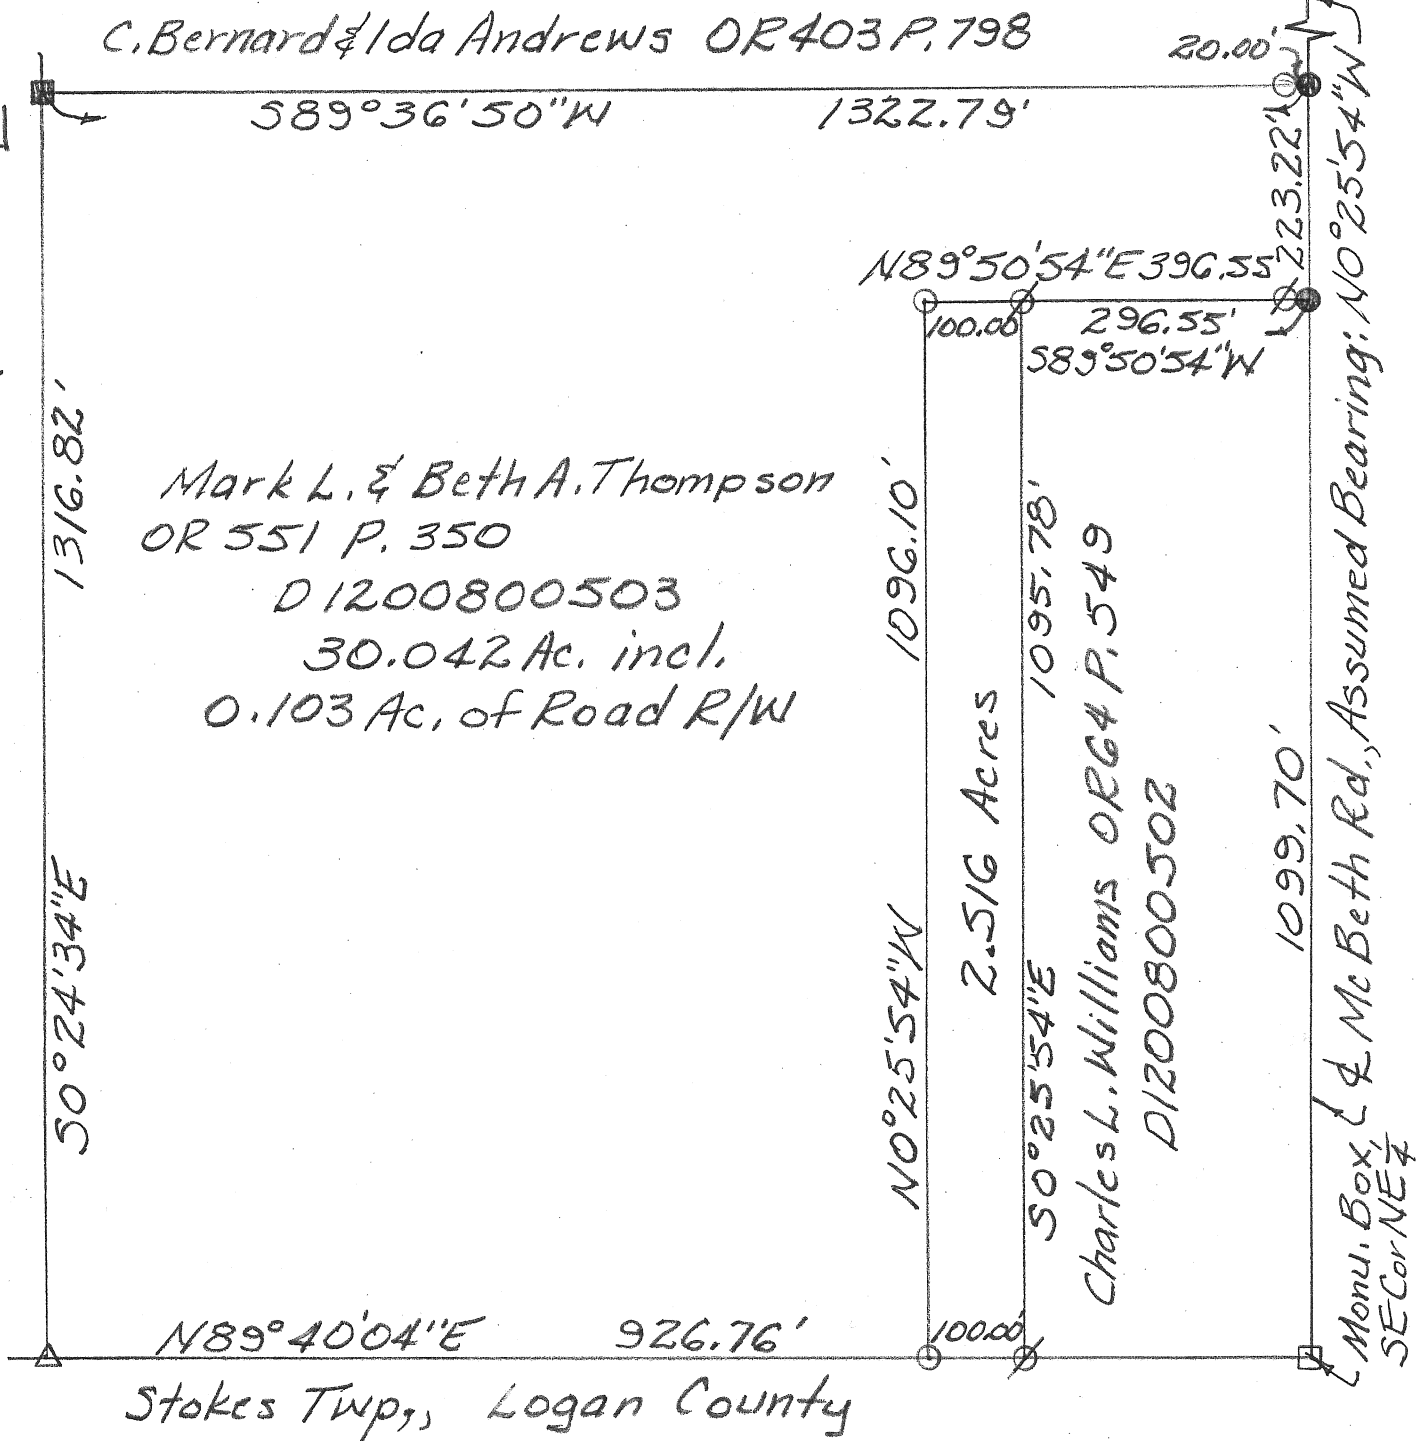 C. Bernard & Ida Andrews OR 403 P. 798
20.00'
S89°36'50"W 1322.79'
223.22'
N89°50'54"E 396.55'
100.00' 296.55'
S89°50'54"W
1316.82'
S0°24'34"E
Mark L. & Beth A. Thompson
OR 551 P. 350
D1200800503
30.042 Ac. incl.
0.103 Ac. of Road R/W
1096.10'
N0°25'54"W
2.516 Acres
1095.78'
S0°25'54"E
Charles L. Williams OR64 P. 549
D1200800502
1099.70'
℄ McBeth Rd., Assumed Bearing: N0°25'54"W
Monu. Box,
SE Cor NE ¼
N89°40'04"E 926.76' 100.00'
Stokes Twp,, Logan County